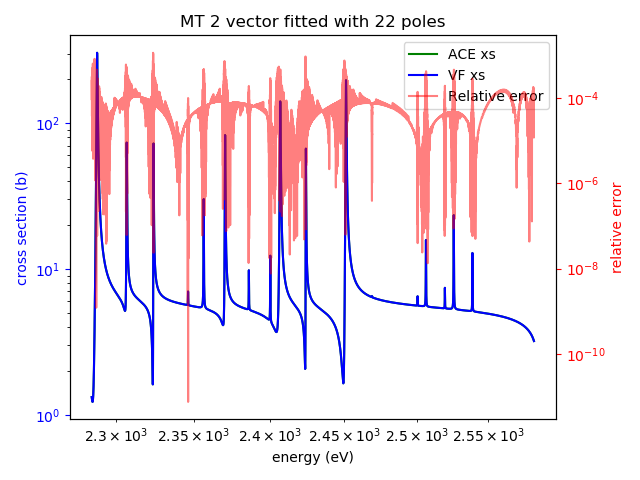 MT 2 vector fitted with 22 poles
ACE xs
VF xs
Relative error
cross section (b)
10²
10¹
10⁰
10⁻⁴
10⁻⁶
10⁻⁸
10⁻¹⁰
relative error
2.3 × 10³ 2.35 × 10³ 2.4 × 10³ 2.45 × 10³ 2.5 × 10³ 2.55 × 10³
energy (eV)